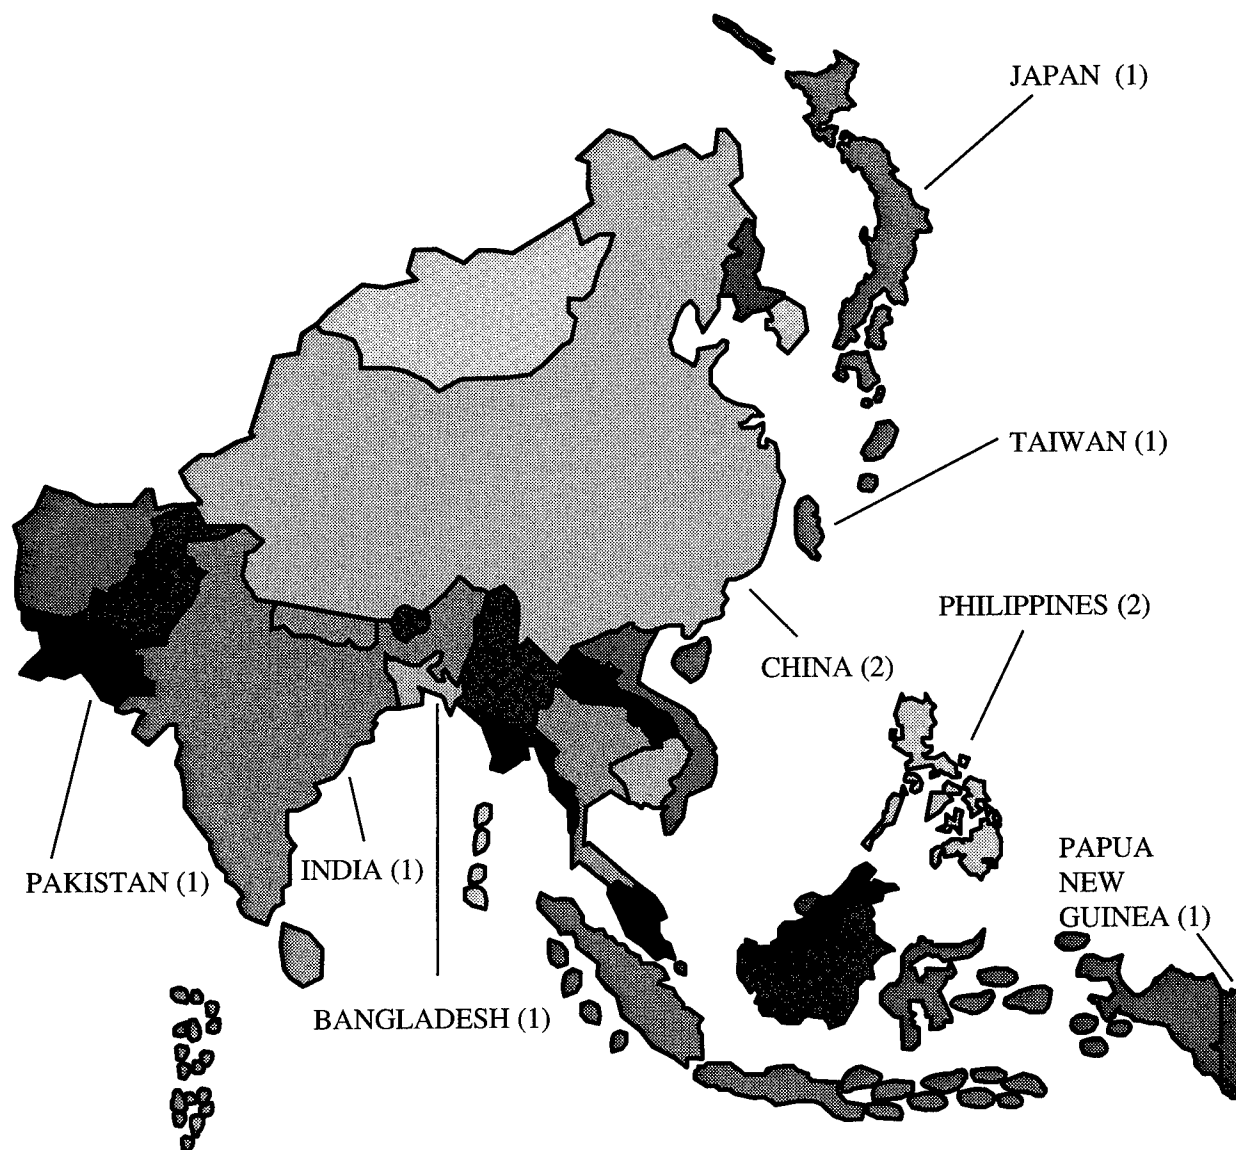 JAPAN (1)
TAIWAN (1)
PHILIPPINES (2)
CHINA (2)
PAPUA
NEW
GUINEA (1)
PAKISTAN (1)
INDIA (1)
BANGLADESH (1)